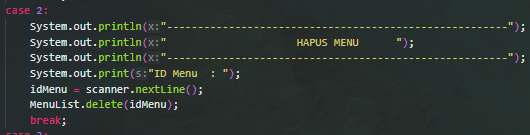 case 2:
System.out.println(x:"----------------------------------------------------");
System.out.println(x:"                    HAPUS MENU      ");
System.out.println(x:"----------------------------------------------------");
System.out.print(s:"ID Menu  : ");
idMenu = scanner.nextLine();
MenuList.delete(idMenu);
break;